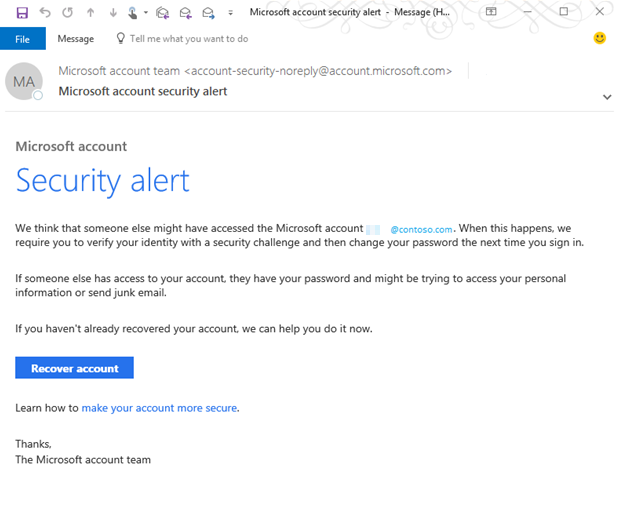 Microsoft account security alert - Message (H...
File Message Tell me what you want to do
MA
Microsoft account team <account-security-noreply@account.microsoft.com>
Microsoft account security alert
Microsoft account
Security alert
We think that someone else might have accessed the Microsoft account @contoso.com. When this happens, we
require you to verify your identity with a security challenge and then change your password the next time you sign in.
If someone else has access to your account, they have your password and might be trying to access your personal
information or send junk email.
If you haven't already recovered your account, we can help you do it now.
Recover account
Learn how to make your account more secure.
Thanks,
The Microsoft account team